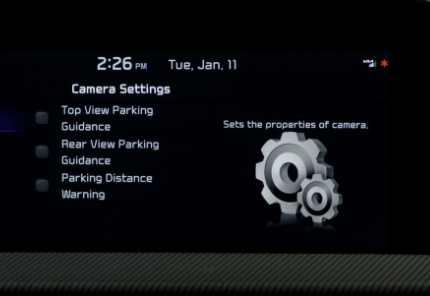 2:26 PM Tue, Jan, 11
Camera Settings
Top View Parking
Guidance
Rear View Parking
Guidance
Parking Distance
Warning
Sets the properties of camera.